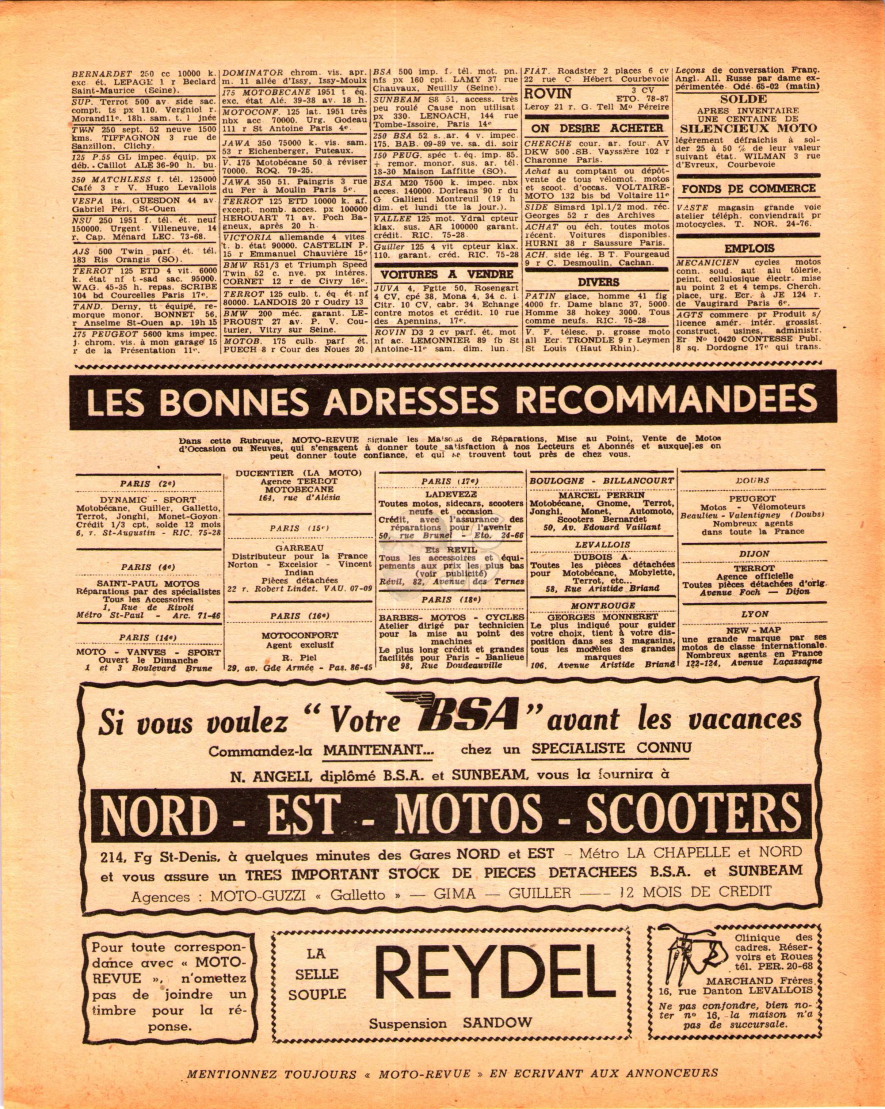 BERNARDET 250 cc 10000 k.
exc. ét. LEPAGE 1 r Beclard
Saint-Maurice (Seine).
SUP. Terrot 500 av side sac.
compt. ts px 110. Vergniol r.
Morand11e. 18h. sam. t. l jnée
TWN 250 sept. 52 neuve 1500
kms. TIFFAGNON 3 rue de
Sanzillon, Clichy.
125 P.55 GL impec. équip. px
déb. Caillot ALE 36-90 h. bu.
350 MATCHLESS f. tél. 125000
Café 3 r V. Hugo Levallois
VESPA ita. GUESDON 44 av
Gabriel Péri, St-Ouen
NSU 250 1951 f. tél. ét. neuf
150000. Urgent. Villeneuve, 14
r. Cap. Ménard LEC. 73-68.
AJS 500 Twin parf. ét. tél.
183 Ris Orangis (SO).
TERROT 125 ETD 4 vit. 6000
k. état nf t-sad sac. 95000.
WAG. 45-35 h. repas. SCRIBE
104 bd Courcelles Paris 17e.
TAND. Derny, tt équipé, re-
morque monor. BONNET 56,
r Anselme St-Ouen ap. 19h 15
175 PEUGEOT 5600 kms impec.
j. chrom. vis. à mon garage 15
r de la Présentation 11e.
DOMINATOR chrom. vis. apr.
m. 11 allée d'Issy, Issy-Moulx
175 MOTOBECANE 1951 t éq.
exc. état Alé. 39-38 av. 18 h.
MOTOCONF. 125 lat. 1951 très
nbx acc 70000. Urg. Godeau
111 r St Antoine Paris 4e
JAWA 350 75000 k. vis. sam.
53 r Eichenberger, Puteaux.
V. 175 Motobécane 50 à réviser
70000. ROQ. 79-25.
JAWA 350 51. Paingris 3 rue
du Fer à Moulin Paris 5e.
TERROT 125 ETD 10000 k. af.
except. nomb. acces. px 100000
HEROUART 71 av. Foch Ba-
gneux, après 20 h
VICTORIA allemande 4 vites
t. b. état 90000. CASTELIN P.
15 r Emmanuel Chauvière 15e
BMW R51/3 et Triumph Speed
Twin. 52 c. nve. px intéres.
CORNET 12 r de Civry 16e.
TERROT 125 culb. t. éq ét nf
80000. LANDOIS 20 r Oudry 13
BMW 200 méc. garant. LE-
PROUST 27 av. P. V. Cou-
turier, Vitry sur Seine.
MOTOB. 175 culb parf ét.
PUECH 8 r Cour des Noues 20
BSA 500 imp. f. tél. mot. pn.
nfs px 160 cpt. LAMY 37 rue
Chauvaux, Neuilly (Seine).
SUNBEAM S8 51, access. très
peu roulé Cause non utilisat
px 330. LENOACH, 144 rue
Tombe-Issoire, Paris 14e
250 BSA 52 s. ar. 4 v. impec.
175. BAB. 09-89 ve. sa. di. soir
150 PEUG. spéc t éq. imp. 85.
+ remor. monor. sus. ar. tél.
18-30 Maison Laffitte (SO).
BSA M20 7500 k. impec. nbx
acces. 140000. Dorleans 90 r du
G Gallieni Montreuil (19 h
dim. et lundi tte la jour.).
VALLEE 125 mot. Ydral cpteur
klax. sus. AR 100000 garant
crédit. RIC. 75-28
Guiller 125 4 vit cpteur klax.
110. garant. créd. RIC. 75-28
VOITURES A VENDRE
JUVA 4, Fgtte 50, Rosengart
4 CV, cpé 38, Mona 4, 34 c. 1
Citr. 10 CV, cabr. 34 Echange
contre motos et crédit. 10 rue
des Apennins, 17e.
ROVIN D3 2 cv parf. ét. mot
nf ac. LEMONNIER 89 fb St
Antoine-11e sam. dim. lun.
FIAT. Roadster 2 places 6 cv
22 rue C Hébert Courbevoie
ROVIN 3 CV
ETO. 78-87
Leroy 21 r. G. Tell Mo Péreire
ON DESIRE ACHETER
CHERCHE cour. ar. four. AV
DKW 500 SB. Vayssière 102 r
Charonne Paris.
Achat au comptant ou dépôt-
vente de tous vélomot. motos
et scoot. d'occas. VOLTAIRE-
MOTO 132 bis bd Voltaire 11e
SIDE Simard 1pl.1/2 mod. réc.
Georges 52 r des Archives
ACHAT ou éch. toutes motos
récent. Voitures disponibles.
HURNI 38 r Saussure Paris.
ACH. side lég. B T. Fourgeaud
9 r C. Desmoulin, Cachan.
DIVERS
PATIN glace, homme 41 fig
4000 fr. Dame blanc 37, 5000.
Homme 38 hokey 3000. Tous
comme neufs. RIC. 75-28
V. F. télesc. p. grosse moto
all Ecr. TRONDLE 9 r Leymen
St Louis (Haut Rhin).
Leçons de conversation Franç.
Angl. All. Russe par dame ex-
périmentée Odé 65-02 (matin)
SOLDE
APRES INVENTAIRE
UNE CENTAINE DE
SILENCIEUX MOTO
légèrement défraîchis à sol-
der 25 à 50 % de leur valeur
suivant état. WILMAN 3 rue
d'Evreux, Courbevoie
FONDS DE COMMERCE
VASTE magasin grande voie
atelier téléph. conviendrait pr
motocycles. T. NOR. 24-76.
EMPLOIS
MECANICIEN cycles motos
conn. soud. aut alu tôlerie,
peint. cellulosique électr. mise
au point 2 et 4 temps. Cherch.
place, urg. Ecr. à JE 124 r.
de Vaugirard Paris 6e.
AGTS commerc pr Produit s/
licence amér. intér. grossist.
construct. usines, administr.
Er No 10420 CONTESSE Publ.
8 sq. Dordogne 17e qui trans.
LES BONNES ADRESSES RECOMMANDEES
Dans cette Rubrique, MOTO-REVUE signale les Maisons de Réparations, Mise au Point, Vente de Motos
d'Occasion ou Neuves, qui s'engagent à donner toute satisfaction à nos Lecteurs et Abonnés et auxquelles on
peut donner toute confiance, et qui se trouvent tout près de chez vous.
PARIS (2e)
DYNAMIC - SPORT
Motobécane, Guiller, Galletto,
Terrot, Jonghi, Monet-Goyon
Crédit 1/3 cpt, solde 12 mois
6, r. St-Augustin - RIC. 75-28
PARIS (4e)
SAINT-PAUL MOTOS
Réparations par des spécialistes
Tous les Accessoires
1, Rue de Rivoli
Métro St-Paul - Arc. 71-46
PARIS (14e)
MOTO - VANVES - SPORT
Ouvert le Dimanche
1 et 3 Boulevard Brune
DUCENTIER (LA MOTO)
Agence TERROT
MOTOBECANE
164, rue d'Alésia
PARIS (15e)
GARREAU
Distributeur pour la France
Norton - Excelsior - Vincent
Indian
Pièces détachées
22 r. Robert Lindet. VAU. 07-09
PARIS (16e)
MOTOCONFORT
Agent exclusif
R. Piel
29, av. Gde Armée - Pas. 86-45
PARIS (17e)
LADEVEZE
Toutes motos, sidecars, scooters
neufs et occasion
Crédit, avec l'assurance des
réparations pour l'avenir
50, rue Brunel - Eto. 24-66
Ets REVIL
Tous les accessoires et équi-
pements aux prix les plus bas
(voir publicité)
Révil, 82, Avenue des Ternes
PARIS (18e)
BARBES- MOTOS - CYCLES
Atelier dirigé par technicien
pour la mise au point des
machines
Le plus long crédit et grandes
facilités pour Paris - Banlieue
98, Rue Doudeauville
BOULOGNE - BILLANCOURT
MARCEL PERRIN
Motobécane, Gnome, Terrot,
Jonghi, Monet, Automoto,
Scooters Bernardet
50, Av. Edouard Vaillant
LEVALLOIS
DUBOIS A.
Toutes les pièces détachées
pour Motobécane, Mobylette,
Terrot, etc...
58, Rue Aristide Briand
MONTROUGE
GEORGES MONNERET
Le plus indiqué pour guider
votre choix, tient à votre dis-
position dans ses 3 magasins,
tous les modèles des grandes
marques
106, Avenue Aristide Briand
DOUBS
PEUGEOT
Motos - Vélomoteurs
Beaulieu - Valentigney (Doubs)
Nombreux agents
dans toute la France
DIJON
TERROT
Agence officielle
Toutes pièces détachées d'orig.
Avenue Foch — Dijon
LYON
NEW - MAP
une grande marque par ses
motos de classe internationale.
Nombreux agents en France
122-124, Avenue Laçassagne
Si vous voulez " Votre BSA " avant les vacances
Commandez-la MAINTENANT... chez un SPECIALISTE CONNU
N. ANGELI, diplômé B.S.A. et SUNBEAM, vous la fournira à
NORD - EST - MOTOS - SCOOTERS
214, Fg St-Denis, à quelques minutes des Gares NORD et EST - Métro LA CHAPELLE et NORD
et vous assure un TRES IMPORTANT STOCK DE PIECES DETACHEES B.S.A. et SUNBEAM
Agences : MOTO-GUZZI « Galletto » — GIMA — GUILLER —— 12 MOIS DE CREDIT
Pour toute correspon-
dance avec « MOTO-
REVUE », n'omettez
pas de joindre un
timbre pour la ré-
ponse.
LA
SELLE
SOUPLE
REYDEL
Suspension SANDOW
Clinique des
cadres. Réser-
voirs et Roues
tél. PER. 20-68
MARCHAND Frères
16, rue Danton LEVALLOIS
Ne pas confondre, bien no-
ter no 16, la maison n'a
pas de succursale.
MENTIONNEZ TOUJOURS « MOTO-REVUE » EN ECRIVANT AUX ANNONCEURS